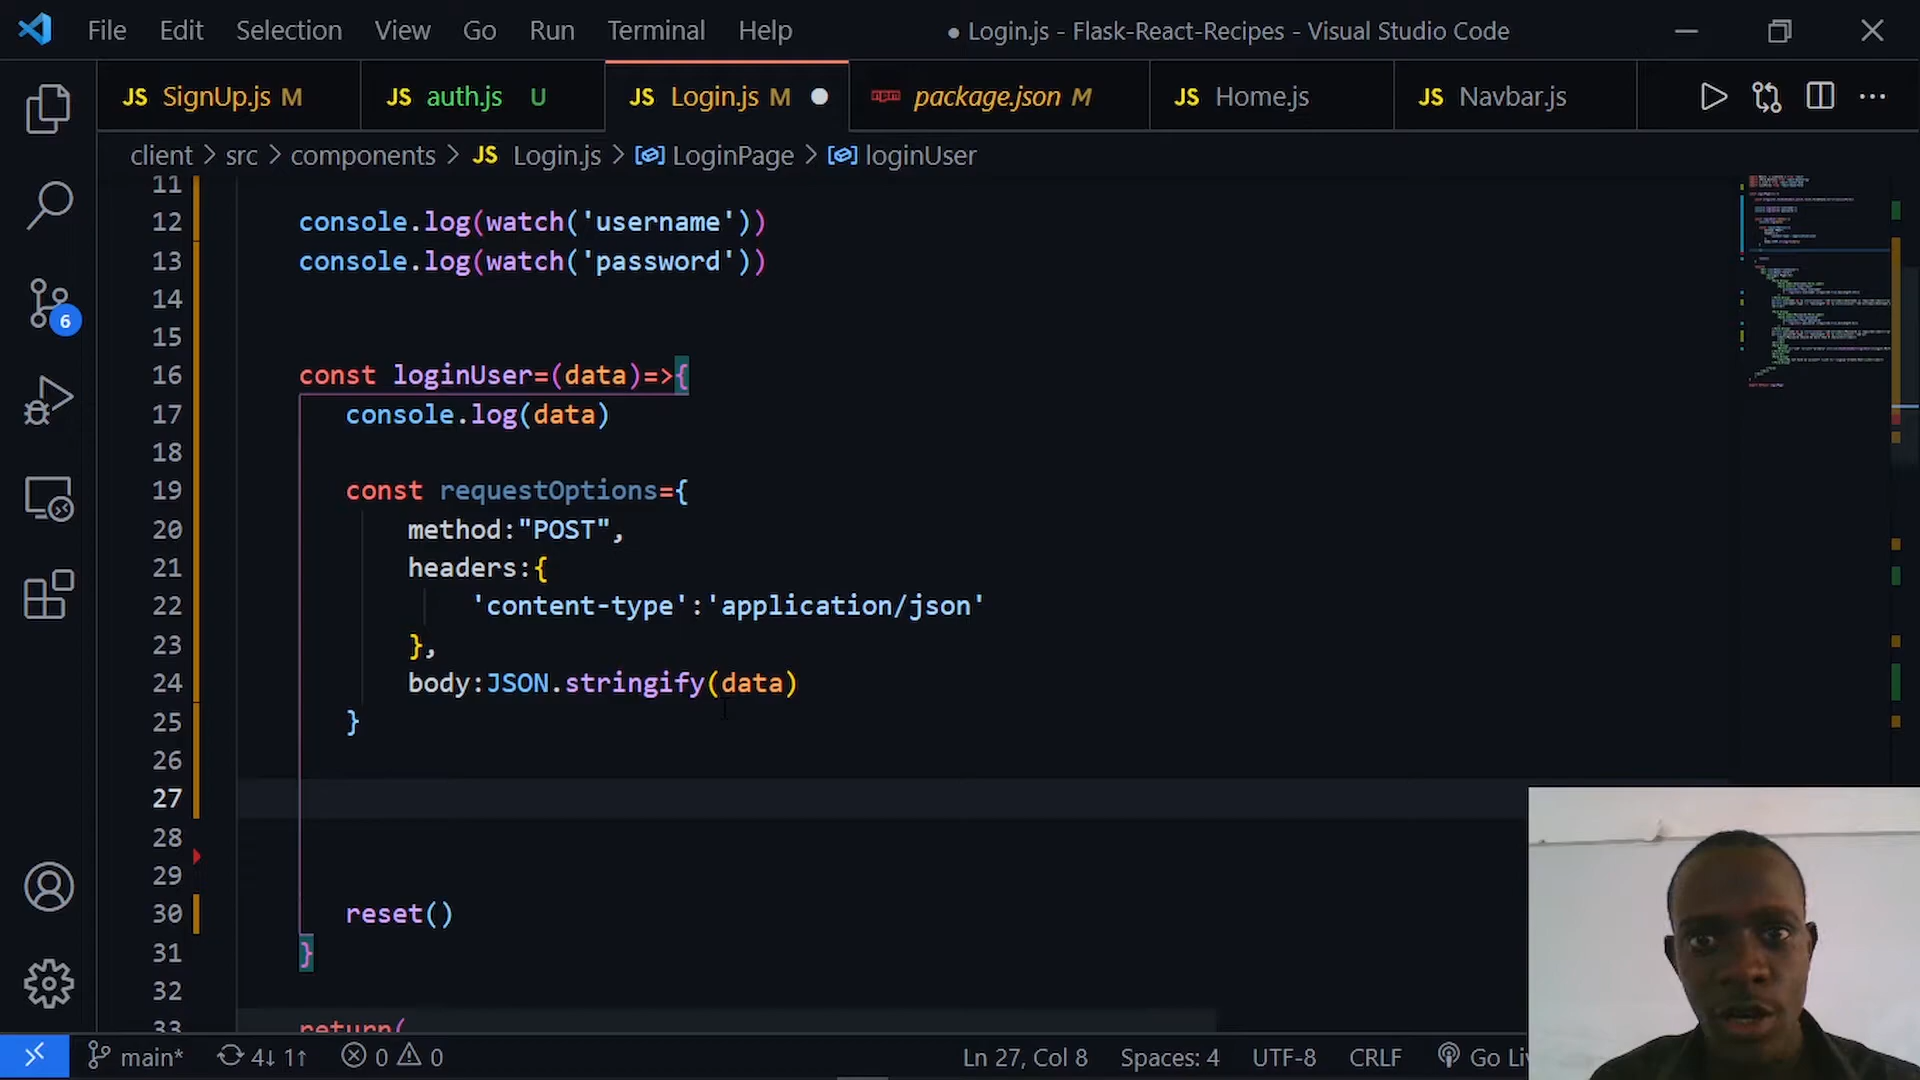 File Edit Selection View Go Run Terminal Help ● Login.js - Flask-React-Recipes - Visual Studio Code
JS SignUp.js M JS auth.js U JS Login.js M package.json M JS Home.js JS Navbar.js
client > src > components > JS Login.js > LoginPage > loginUser
11
12 console.log(watch('username'))
13 console.log(watch('password'))
14
15
16 const loginUser=(data)=>{
17 console.log(data)
18
19 const requestOptions={
20 method:"POST",
21 headers:{
22 'content-type':'application/json'
23 },
24 body:JSON.stringify(data)
25 }
26
27
28
29
30 reset()
31 }
32
33 return(
6
main* 4↓ 1↑ 0 0 Ln 27, Col 8 Spaces: 4 UTF-8 CRLF Go